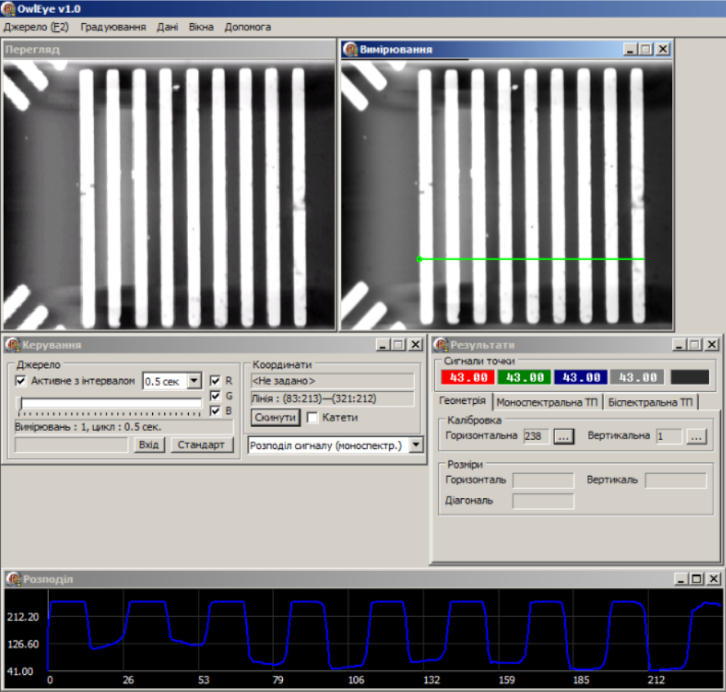 OwlEye v1.0
Джерело (F2) Градуювання Дані Вікна Допомога
Перегляд
Вимірювання
Керування
Джерело
Активне з інтервалом 0.5 сек R
G
B
Вимірювань : 1, цикл : 0.5 сек.
Вхід Стандарт
Координати
<Не задано>
Лінія : (83:213)—(321:212)
Скинути Катети
Розподіл сигналу (моноспектр.)
Результати
Сигнали точки
43.00 43.00 43.00 43.00
Геометрія Моноспектральна ТП Біспектральна ТП
Калібровка
Горизонтальна 238 ... Вертикальна 1 ...
Розміри
Горизонталь Вертикаль
Діагональ
Розподіл
212.20
126.60
41.00
0 26 53 79 106 132 159 185 212